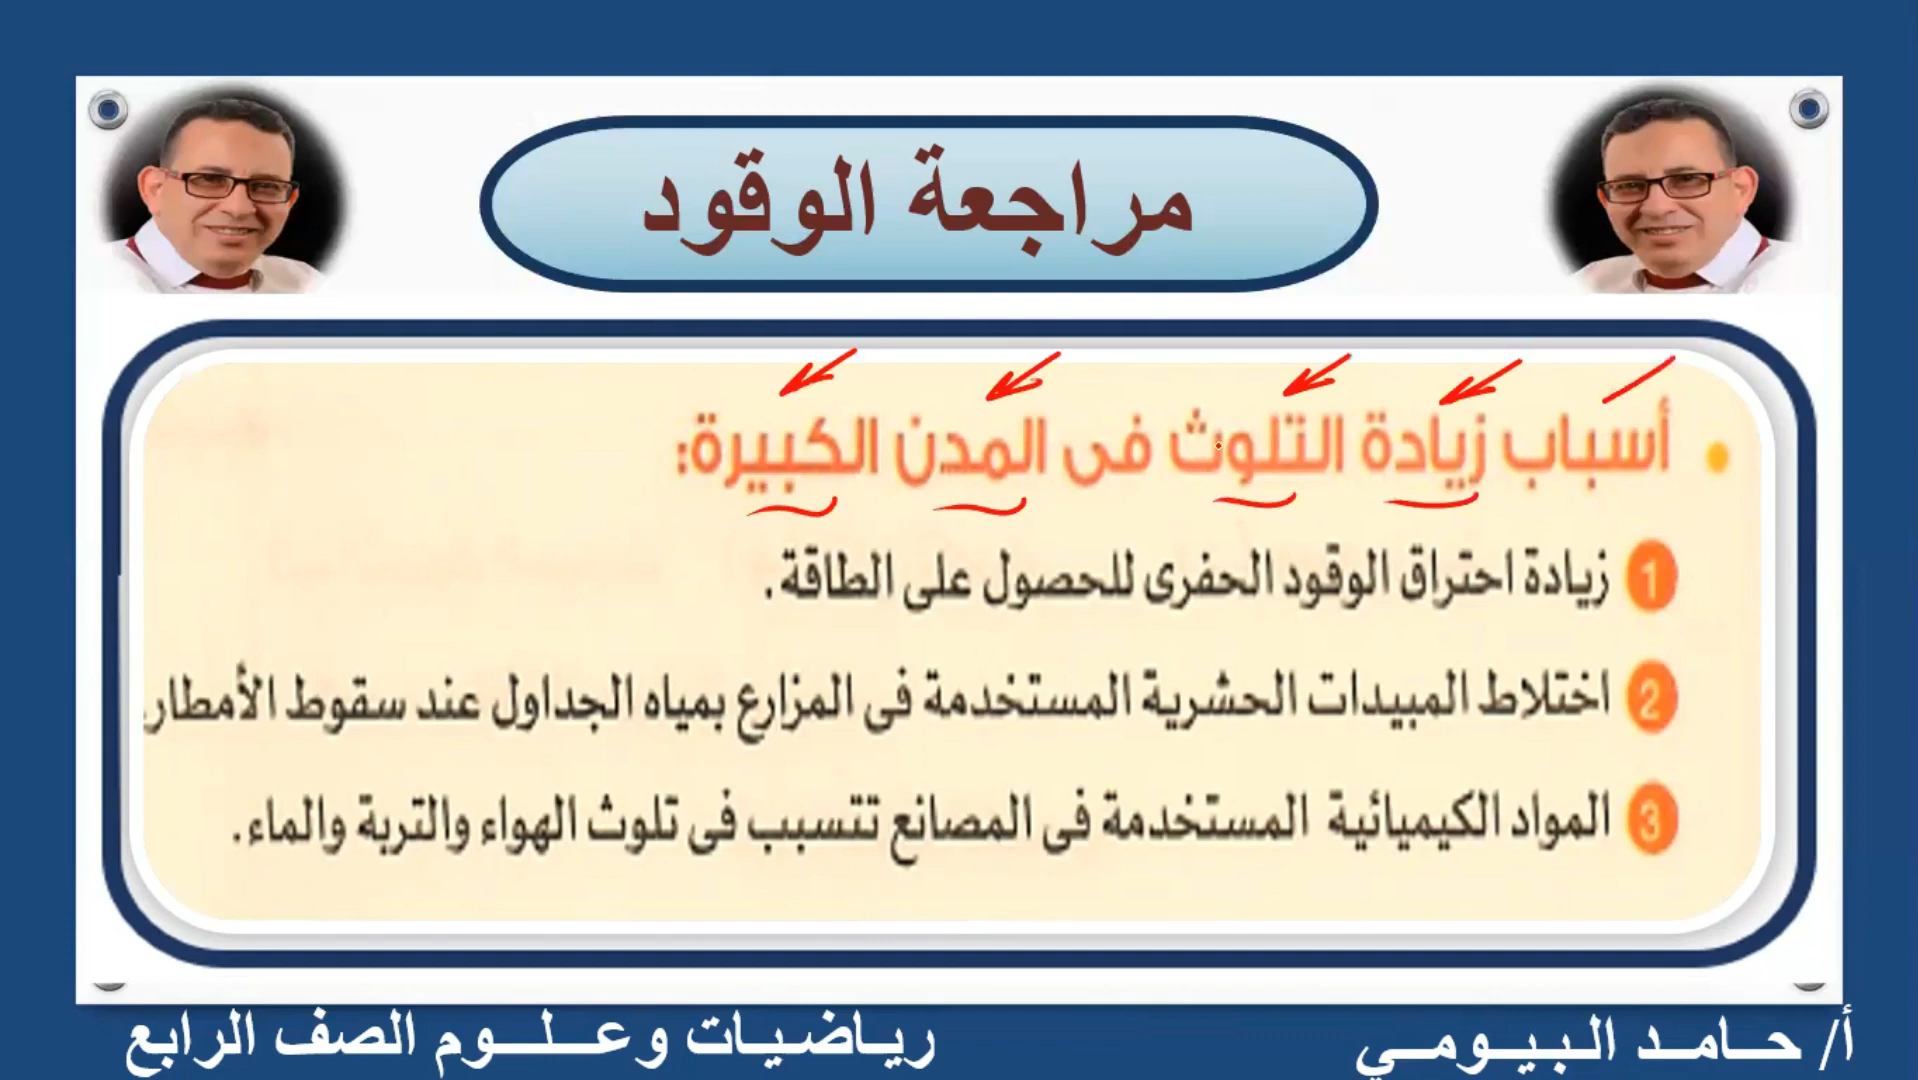 مراجعة الوقود
أسباب زيادة التلوث فى المدن الكبيرة:
1 زيادة احتراق الوقود الحفرى للحصول على الطاقة.
2 اختلاط المبيدات الحشرية المستخدمة فى المزارع بمياه الجداول عند سقوط الأمطار.
3 المواد الكيميائية المستخدمة فى المصانع تتسبب فى تلوث الهواء والتربة والماء.
أ/ حـامـد البـيـومـي
رياضيات وعـلـوم الصف الرابع